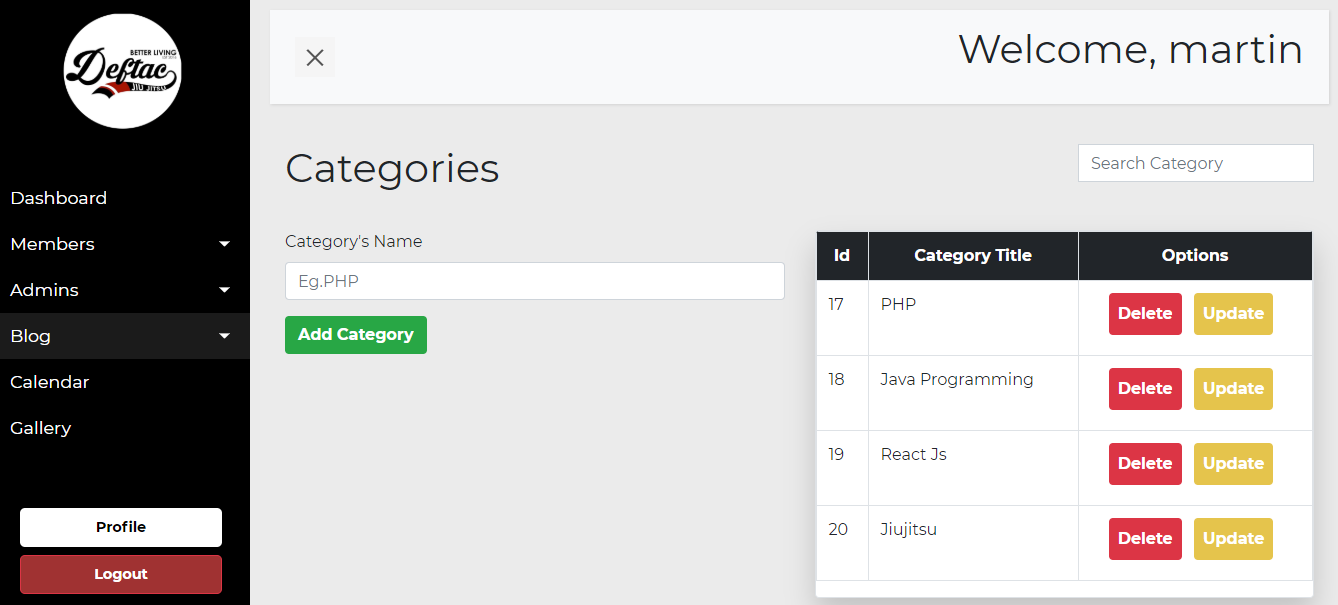 BETTER LIVING
Deftac
JIU JITSU
Dashboard
Members
Admins
Blog
Calendar
Gallery
Profile
Logout
Welcome, martin
Categories
Search Category
Category's Name
Eg.PHP
Add Category
Id Category Title Options
17 PHP Delete Update
18 Java Programming Delete Update
19 React Js Delete Update
20 Jiujitsu Delete Update